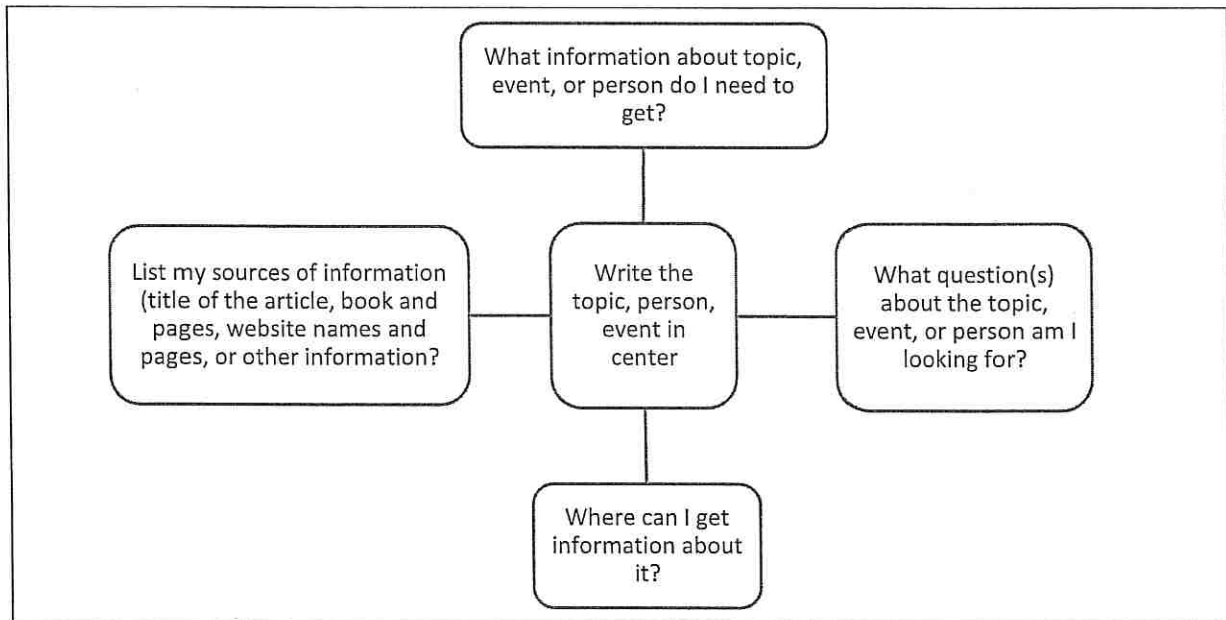 What information about topic,
event, or person do I need to
get?
List my sources of information
(title of the article, book and
pages, website names and
pages, or other information?
Write the
topic, person,
event in
center
What question(s)
about the topic,
event, or person am I
looking for?
Where can I get
information about
it?